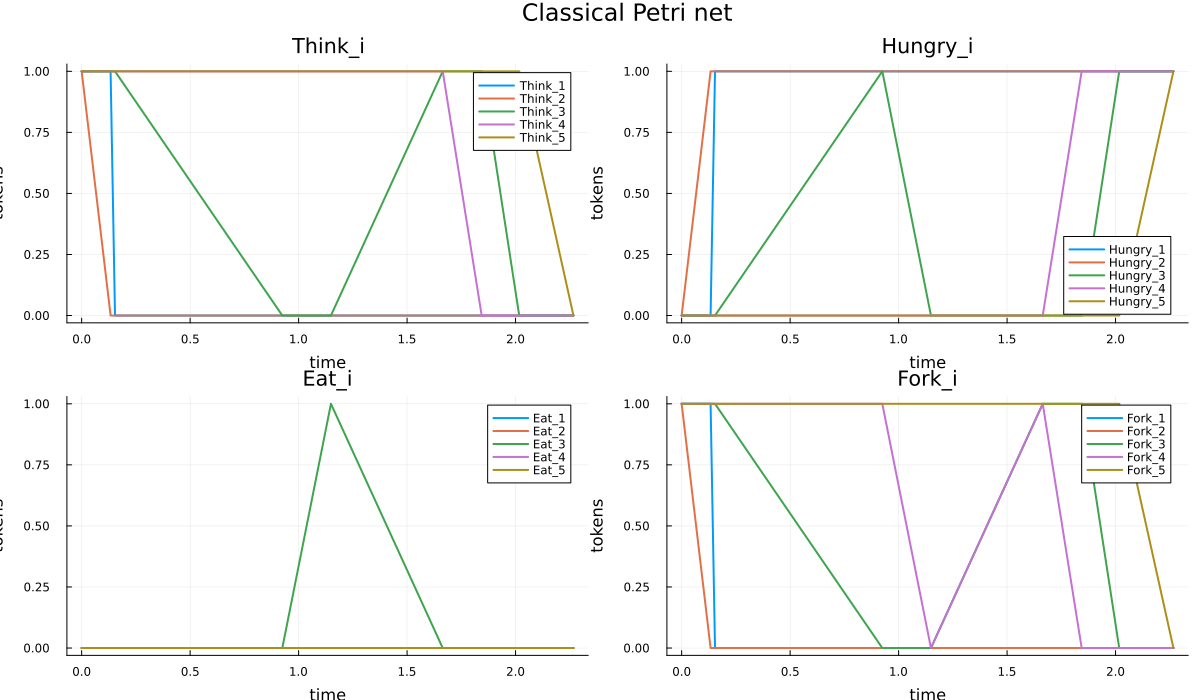 Classical Petri net
Think_i
1.00
0.75
0.50
0.25
0.00
0.0 0.5 1.0 1.5 2.0
time
Think_1
Think_2
Think_3
Think_4
Think_5
Hungry_i
tokens
1.00
0.75
0.50
0.25
0.00
0.0 0.5 1.0 1.5 2.0
time
Hungry_1
Hungry_2
Hungry_3
Hungry_4
Hungry_5
Eat_i
1.00
0.75
0.50
0.25
0.00
0.0 0.5 1.0 1.5 2.0
time
Eat_1
Eat_2
Eat_3
Eat_4
Eat_5
Fork_i
tokens
1.00
0.75
0.50
0.25
0.00
0.0 0.5 1.0 1.5 2.0
time
Fork_1
Fork_2
Fork_3
Fork_4
Fork_5